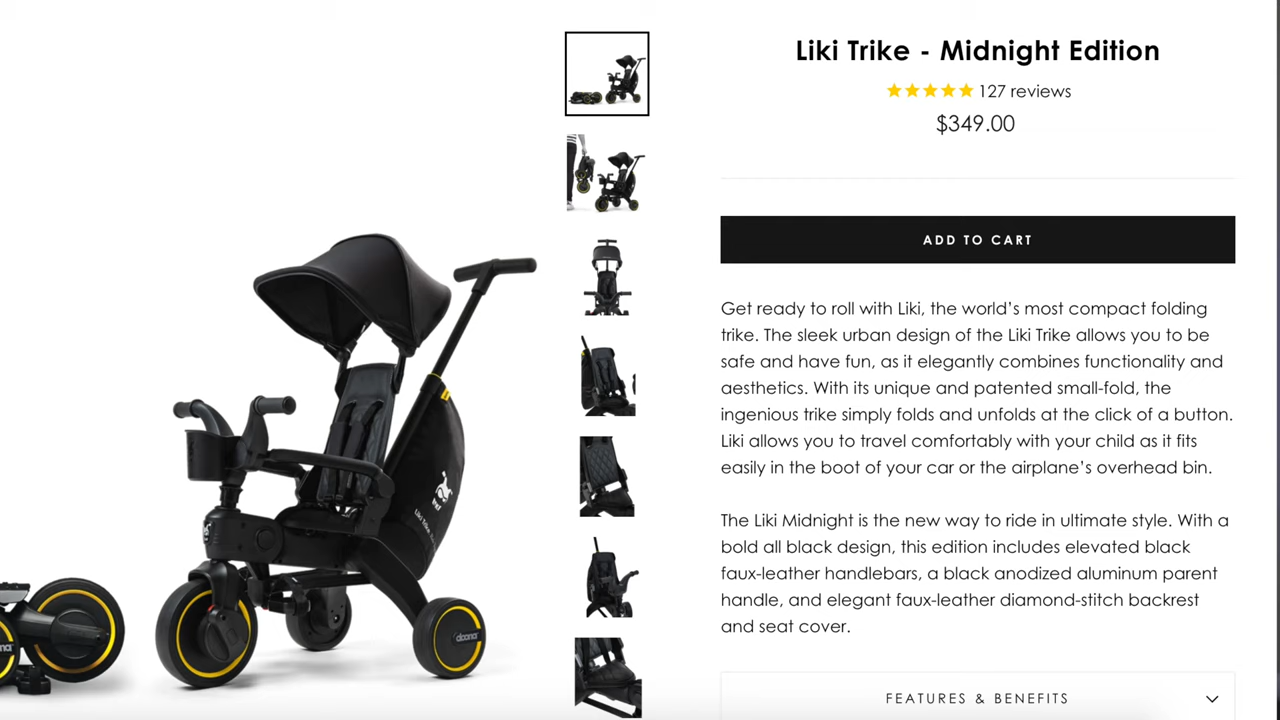 Liki Trike - Midnight Edition
127 reviews
$349.00
ADD TO CART
Get ready to roll with Liki, the world's most compact folding
trike. The sleek urban design of the Liki Trike allows you to be
safe and have fun, as it elegantly combines functionality and
aesthetics. With its unique and patented small-fold, the
ingenious trike simply folds and unfolds at the click of a button.
Liki allows you to travel comfortably with your child as it fits
easily in the boot of your car or the airplane's overhead bin.
The Liki Midnight is the new way to ride in ultimate style. With a
bold all black design, this edition includes elevated black
faux-leather handlebars, a black anodized aluminum parent
handle, and elegant faux-leather diamond-stitch backrest
and seat cover.
FEATURES & BENEFITS
Liki Trike
doona
na